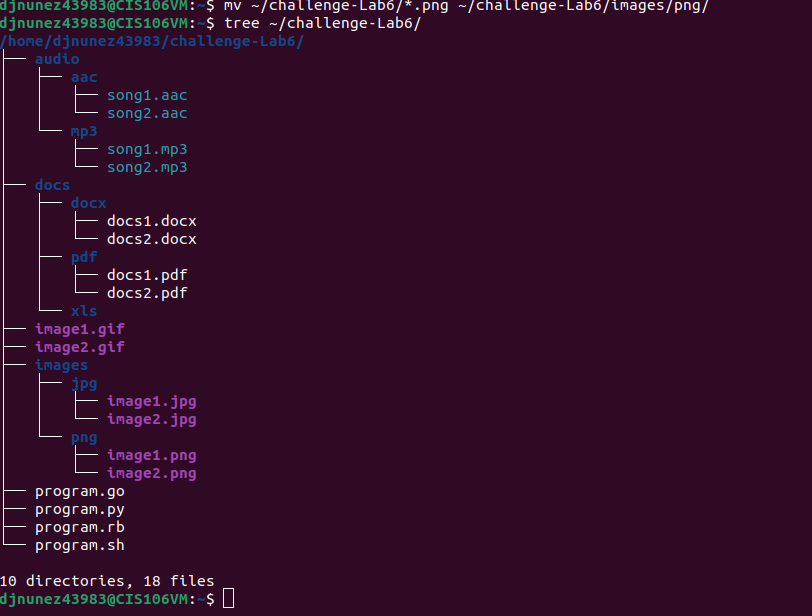 djnunez43983@CIS106VM:~$ mv ~/challenge-Lab6/*.png ~/challenge-Lab6/images/png/
djnunez43983@CIS106VM:~$ tree ~/challenge-Lab6/
/home/djnunez43983/challenge-Lab6/
├── audio
│   ├── aac
│   │   ├── song1.aac
│   │   └── song2.aac
│   └── mp3
│       ├── song1.mp3
│       └── song2.mp3
├── docs
│   ├── docx
│   │   ├── docs1.docx
│   │   └── docs2.docx
│   ├── pdf
│   │   ├── docs1.pdf
│   │   └── docs2.pdf
│   └── xls
├── image1.gif
├── image2.gif
├── images
│   ├── jpg
│   │   ├── image1.jpg
│   │   └── image2.jpg
│   └── png
│       ├── image1.png
│       └── image2.png
├── program.go
├── program.py
├── program.rb
└── program.sh

10 directories, 18 files
djnunez43983@CIS106VM:~$